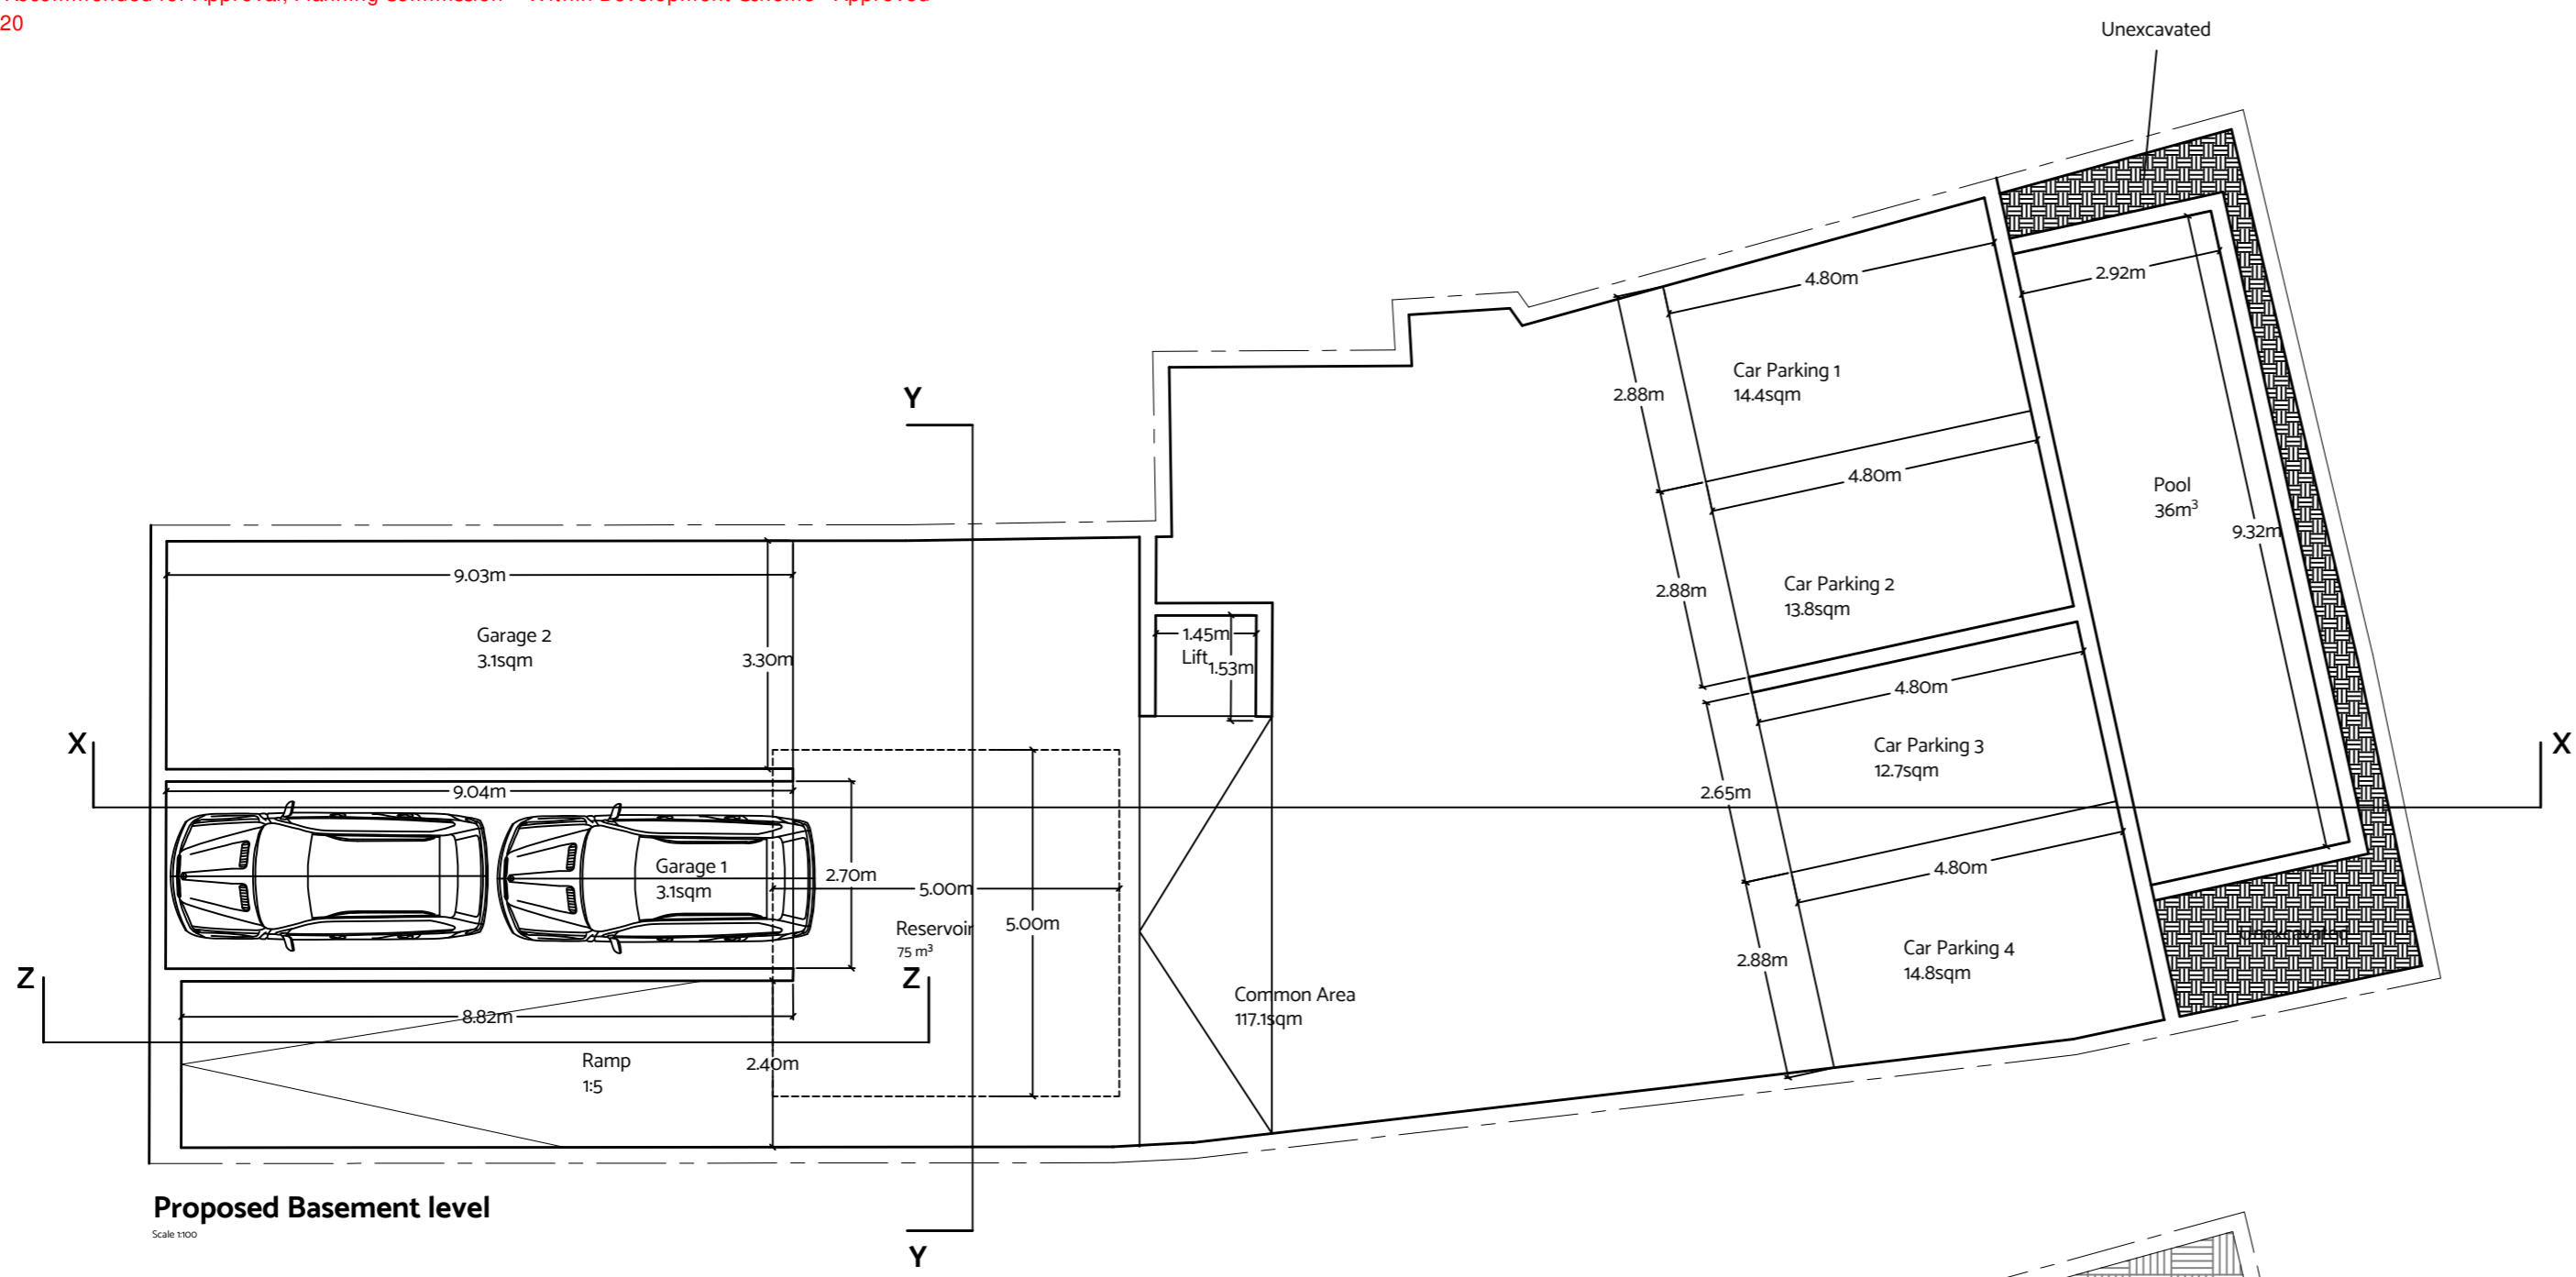 20
Unexcavated
4.80m
2.92m
Car Parking 1
14.4sqm
2.88m
Y
4.80m
Pool
36m³
9.32m
9.03m
Car Parking 2
13.8sqm
2.88m
Garage 2
3.1sqm
3.30m
1.45m
Lift
1.53m
4.80m
X
X
Car Parking 3
12.7sqm
9.04m
2.65m
Garage 1
3.1sqm
2.70m
5.00m
4.80m
Reservoir
75 m³
5.00m
Unexcavated
Car Parking 4
14.8sqm
2.88m
Z
Z
Common Area
117.1sqm
8.82m
Ramp
1:5
2.40m
Proposed Basement level
Scale 1:100
Y